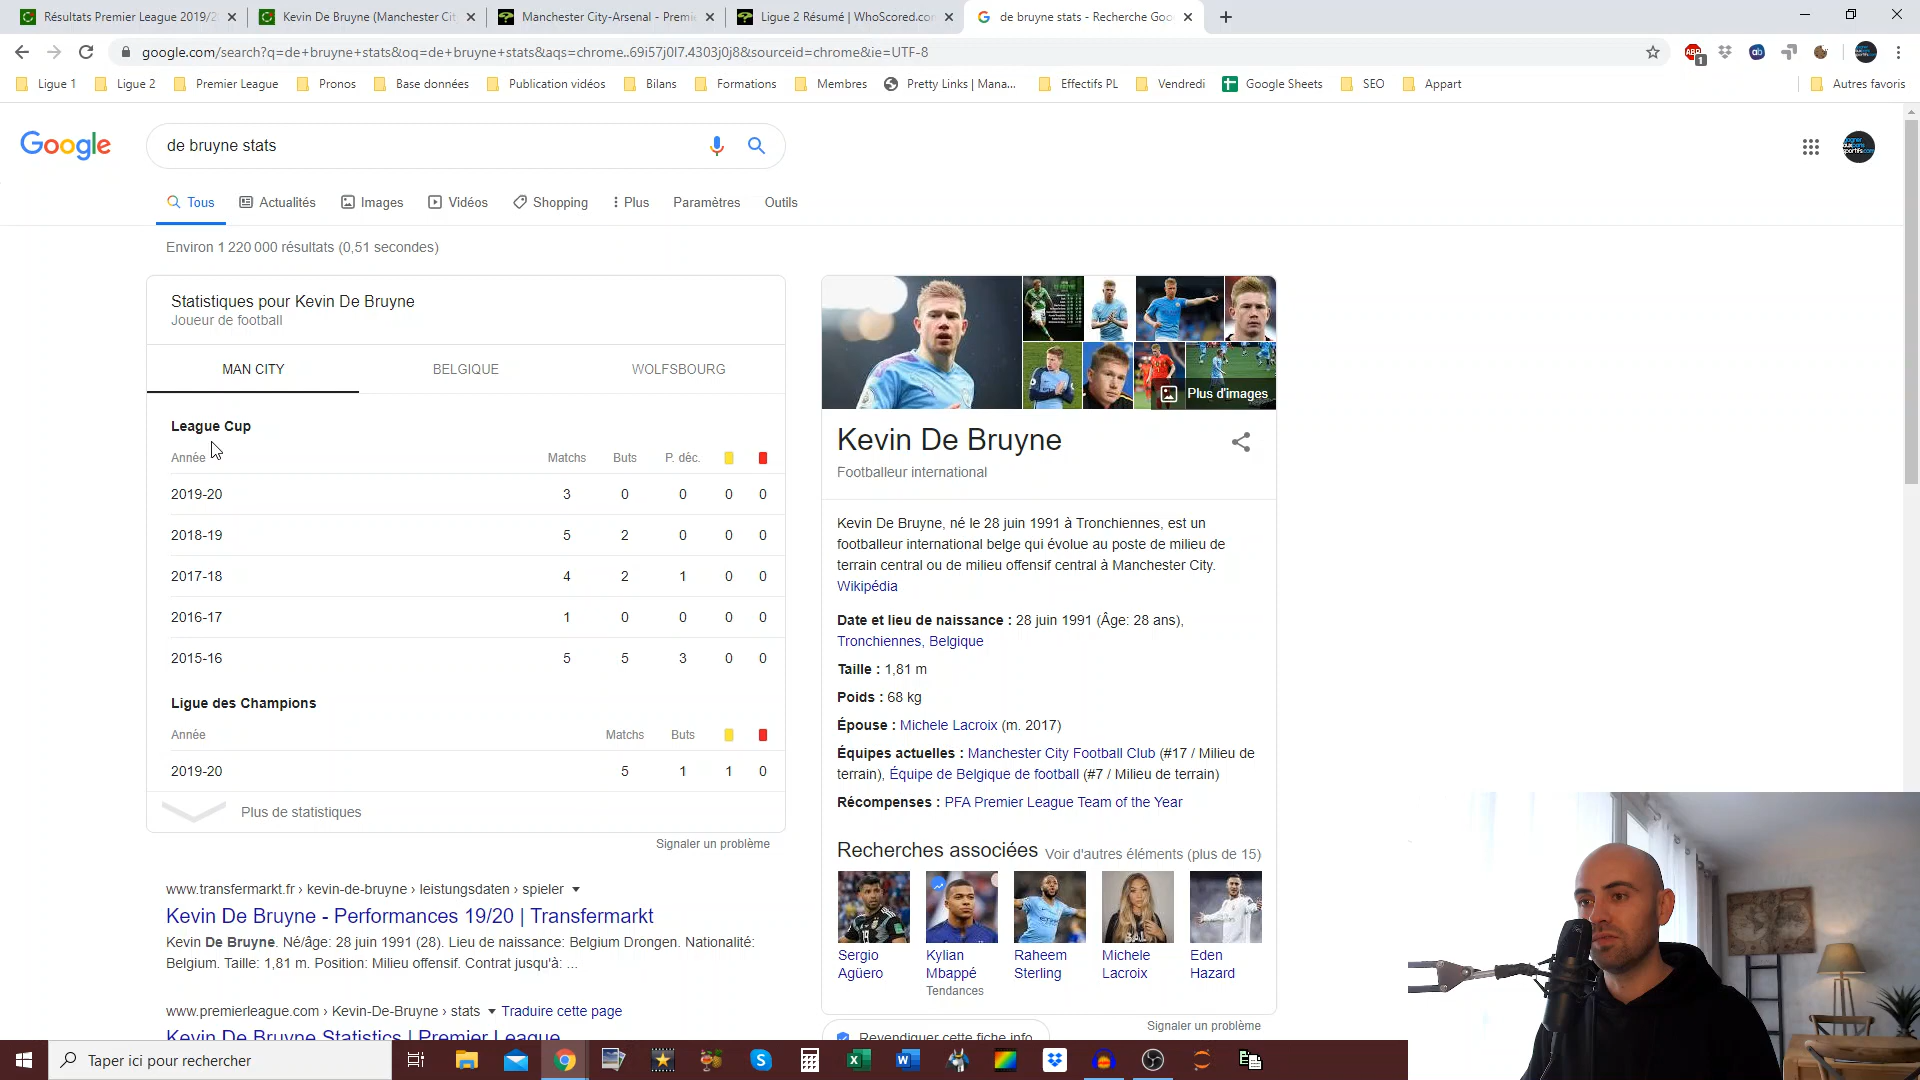 Résultats Premier League 2019/2
Kevin De Bruyne (Manchester Cit
Manchester City-Arsenal - Premie
Ligue 2 Résumé | WhoScored.co
de bruyne stats - Recherche Goo
google.com/search?q=de+bruyne+stats&oq=de+bruyne+stats&aqs=chrome..69i57j0l7.4303j0j8&sourceid=chrome&ie=UTF-8
ABP
1
ab
Ligue 1
Ligue 2
Premier League
Pronos
Base données
Publication vidéos
Bilans
Formations
Membres
Pretty Links | Mana...
Effectifs PL
Vendredi
Google Sheets
SEO
Appart
Autres favoris
Google
de bruyne stats
Tous
Actualités
Images
Vidéos
Shopping
Plus
Paramètres
Outils
Environ 1 220 000 résultats (0,51 secondes)
Statistiques pour Kevin De Bruyne
Joueur de football
MAN CITY BELGIQUE WOLFSBOURG
League Cup
Année Matchs Buts P. déc.
2019-20 3 0 0 0 0
2018-19 5 2 0 0 0
2017-18 4 2 1 0 0
2016-17 1 0 0 0 0
2015-16 5 5 3 0 0
Ligue des Champions
Année Matchs Buts
2019-20 5 1 1 0
Plus de statistiques
Signaler un problème
www.transfermarkt.fr › kevin-de-bruyne › leistungsdaten › spieler
Kevin De Bruyne - Performances 19/20 | Transfermarkt
Kevin De Bruyne. Né/âge: 28 juin 1991 (28). Lieu de naissance: Belgium Drongen. Nationalité:
Belgium. Taille: 1,81 m. Position: Milieu offensif. Contrat jusqu'à: ...
www.premierleague.com › Kevin-De-Bruyne › stats Traduire cette page
Kevin De Bruyne Statistics | Premier League
Plus d'images
Kevin De Bruyne
Footballeur international
Kevin De Bruyne, né le 28 juin 1991 à Tronchiennes, est un
footballeur international belge qui évolue au poste de milieu de
terrain central ou de milieu offensif central à Manchester City.
Wikipédia
Date et lieu de naissance : 28 juin 1991 (Âge: 28 ans),
Tronchiennes, Belgique
Taille : 1,81 m
Poids : 68 kg
Épouse : Michele Lacroix (m. 2017)
Équipes actuelles : Manchester City Football Club (#17 / Milieu de
terrain), Équipe de Belgique de football (#7 / Milieu de terrain)
Récompenses : PFA Premier League Team of the Year
Recherches associées Voir d'autres éléments (plus de 15)
Sergio
Agüero
Kylian
Mbappé
Tendances
Raheem
Sterling
Michele
Lacroix
Eden
Hazard
Signaler un problème
Revendiquer cette fiche info
Taper ici pour rechercher